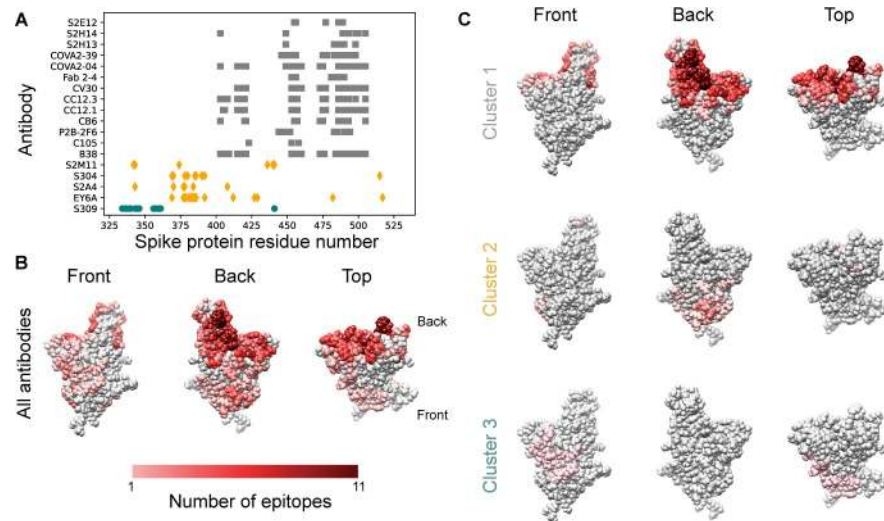 A
Antibody
S2E12
S2H14
S2H13
COVA2-39
COVA2-04
Fab 2-4
CV30
CC12.3
CC12.1
CB6
P2B-2F6
C105
B38
S2M11
S304
S2A4
EY6A
S309
325 350 375 400 425 450 475 500 525
Spike protein residue number
B
Front Back Top
All antibodies
Back
Front
1 11
Number of epitopes
C
Front Back Top
Cluster 1
Cluster 2
Cluster 3